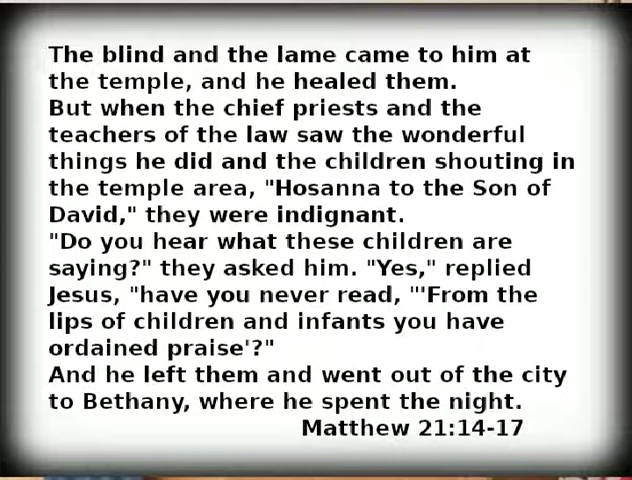 The blind and the lame came to him at
the temple, and he healed them.
But when the chief priests and the
teachers of the law saw the wonderful
things he did and the children shouting in
the temple area, "Hosanna to the Son of
David," they were indignant.
"Do you hear what these children are
saying?" they asked him. "Yes," replied
Jesus, "have you never read, "'From the
lips of children and infants you have
ordained praise'?"
And he left them and went out of the city
to Bethany, where he spent the night.
Matthew 21:14-17